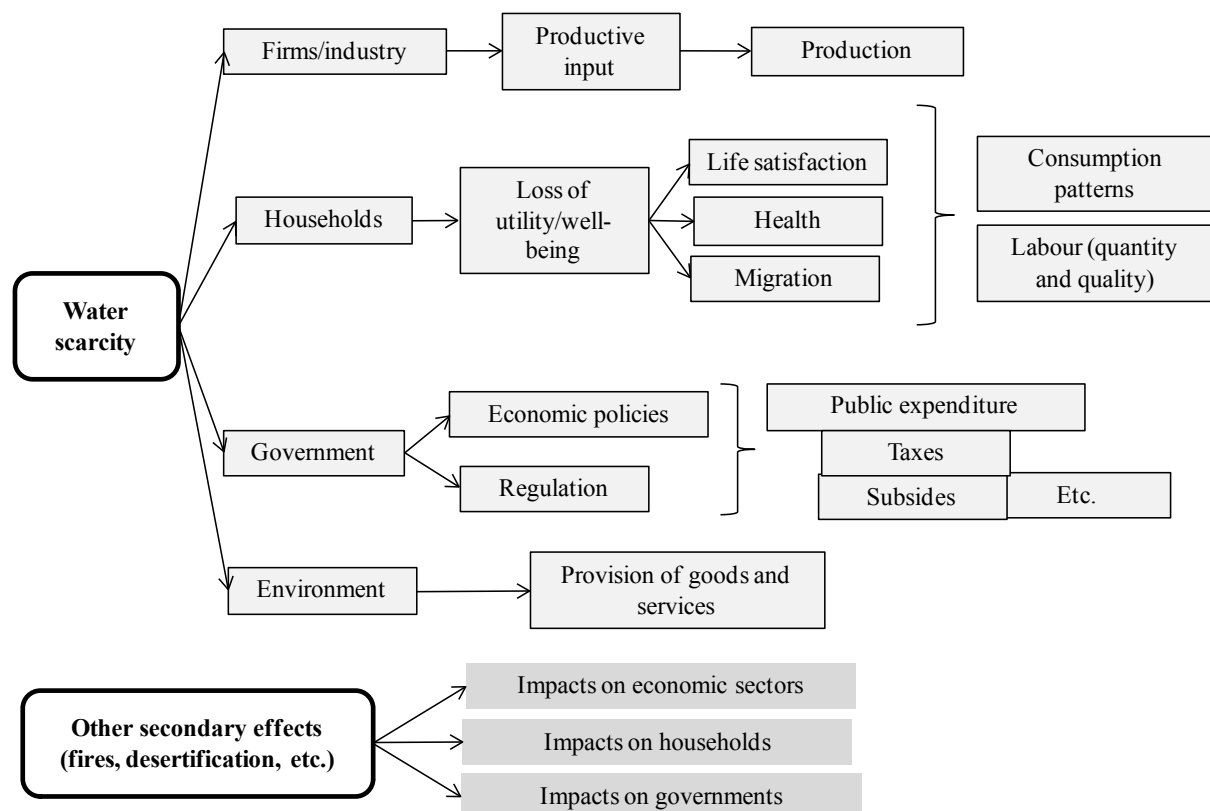 Firms/industry
Productive
input
Production
Households
Loss of
utility/well-
being
Life satisfaction
Health
Migration
Consumption
patterns
Labour (quantity
and quality)
Water
scarcity
Government
Economic policies
Regulation
Public expenditure
Taxes
Subsides
Etc.
Environment
Provision of goods and
services
Other secondary effects
(fires, desertification, etc.)
Impacts on economic sectors
Impacts on households
Impacts on governments